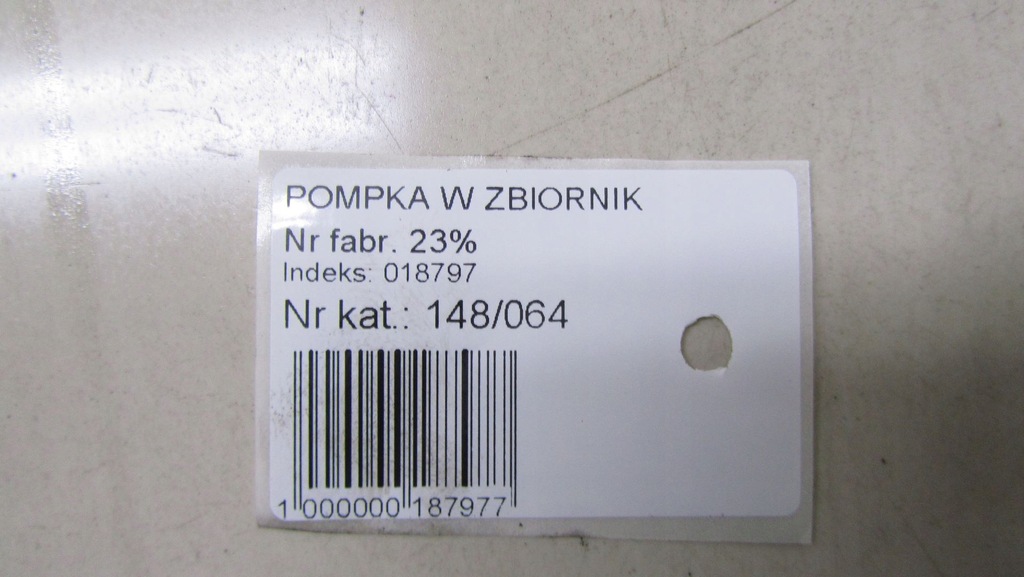 POMPKA W ZBIORNIK
Nr fabr. 23%
Indeks: 018797
Nr kat.: 148/064
1 000000 187977